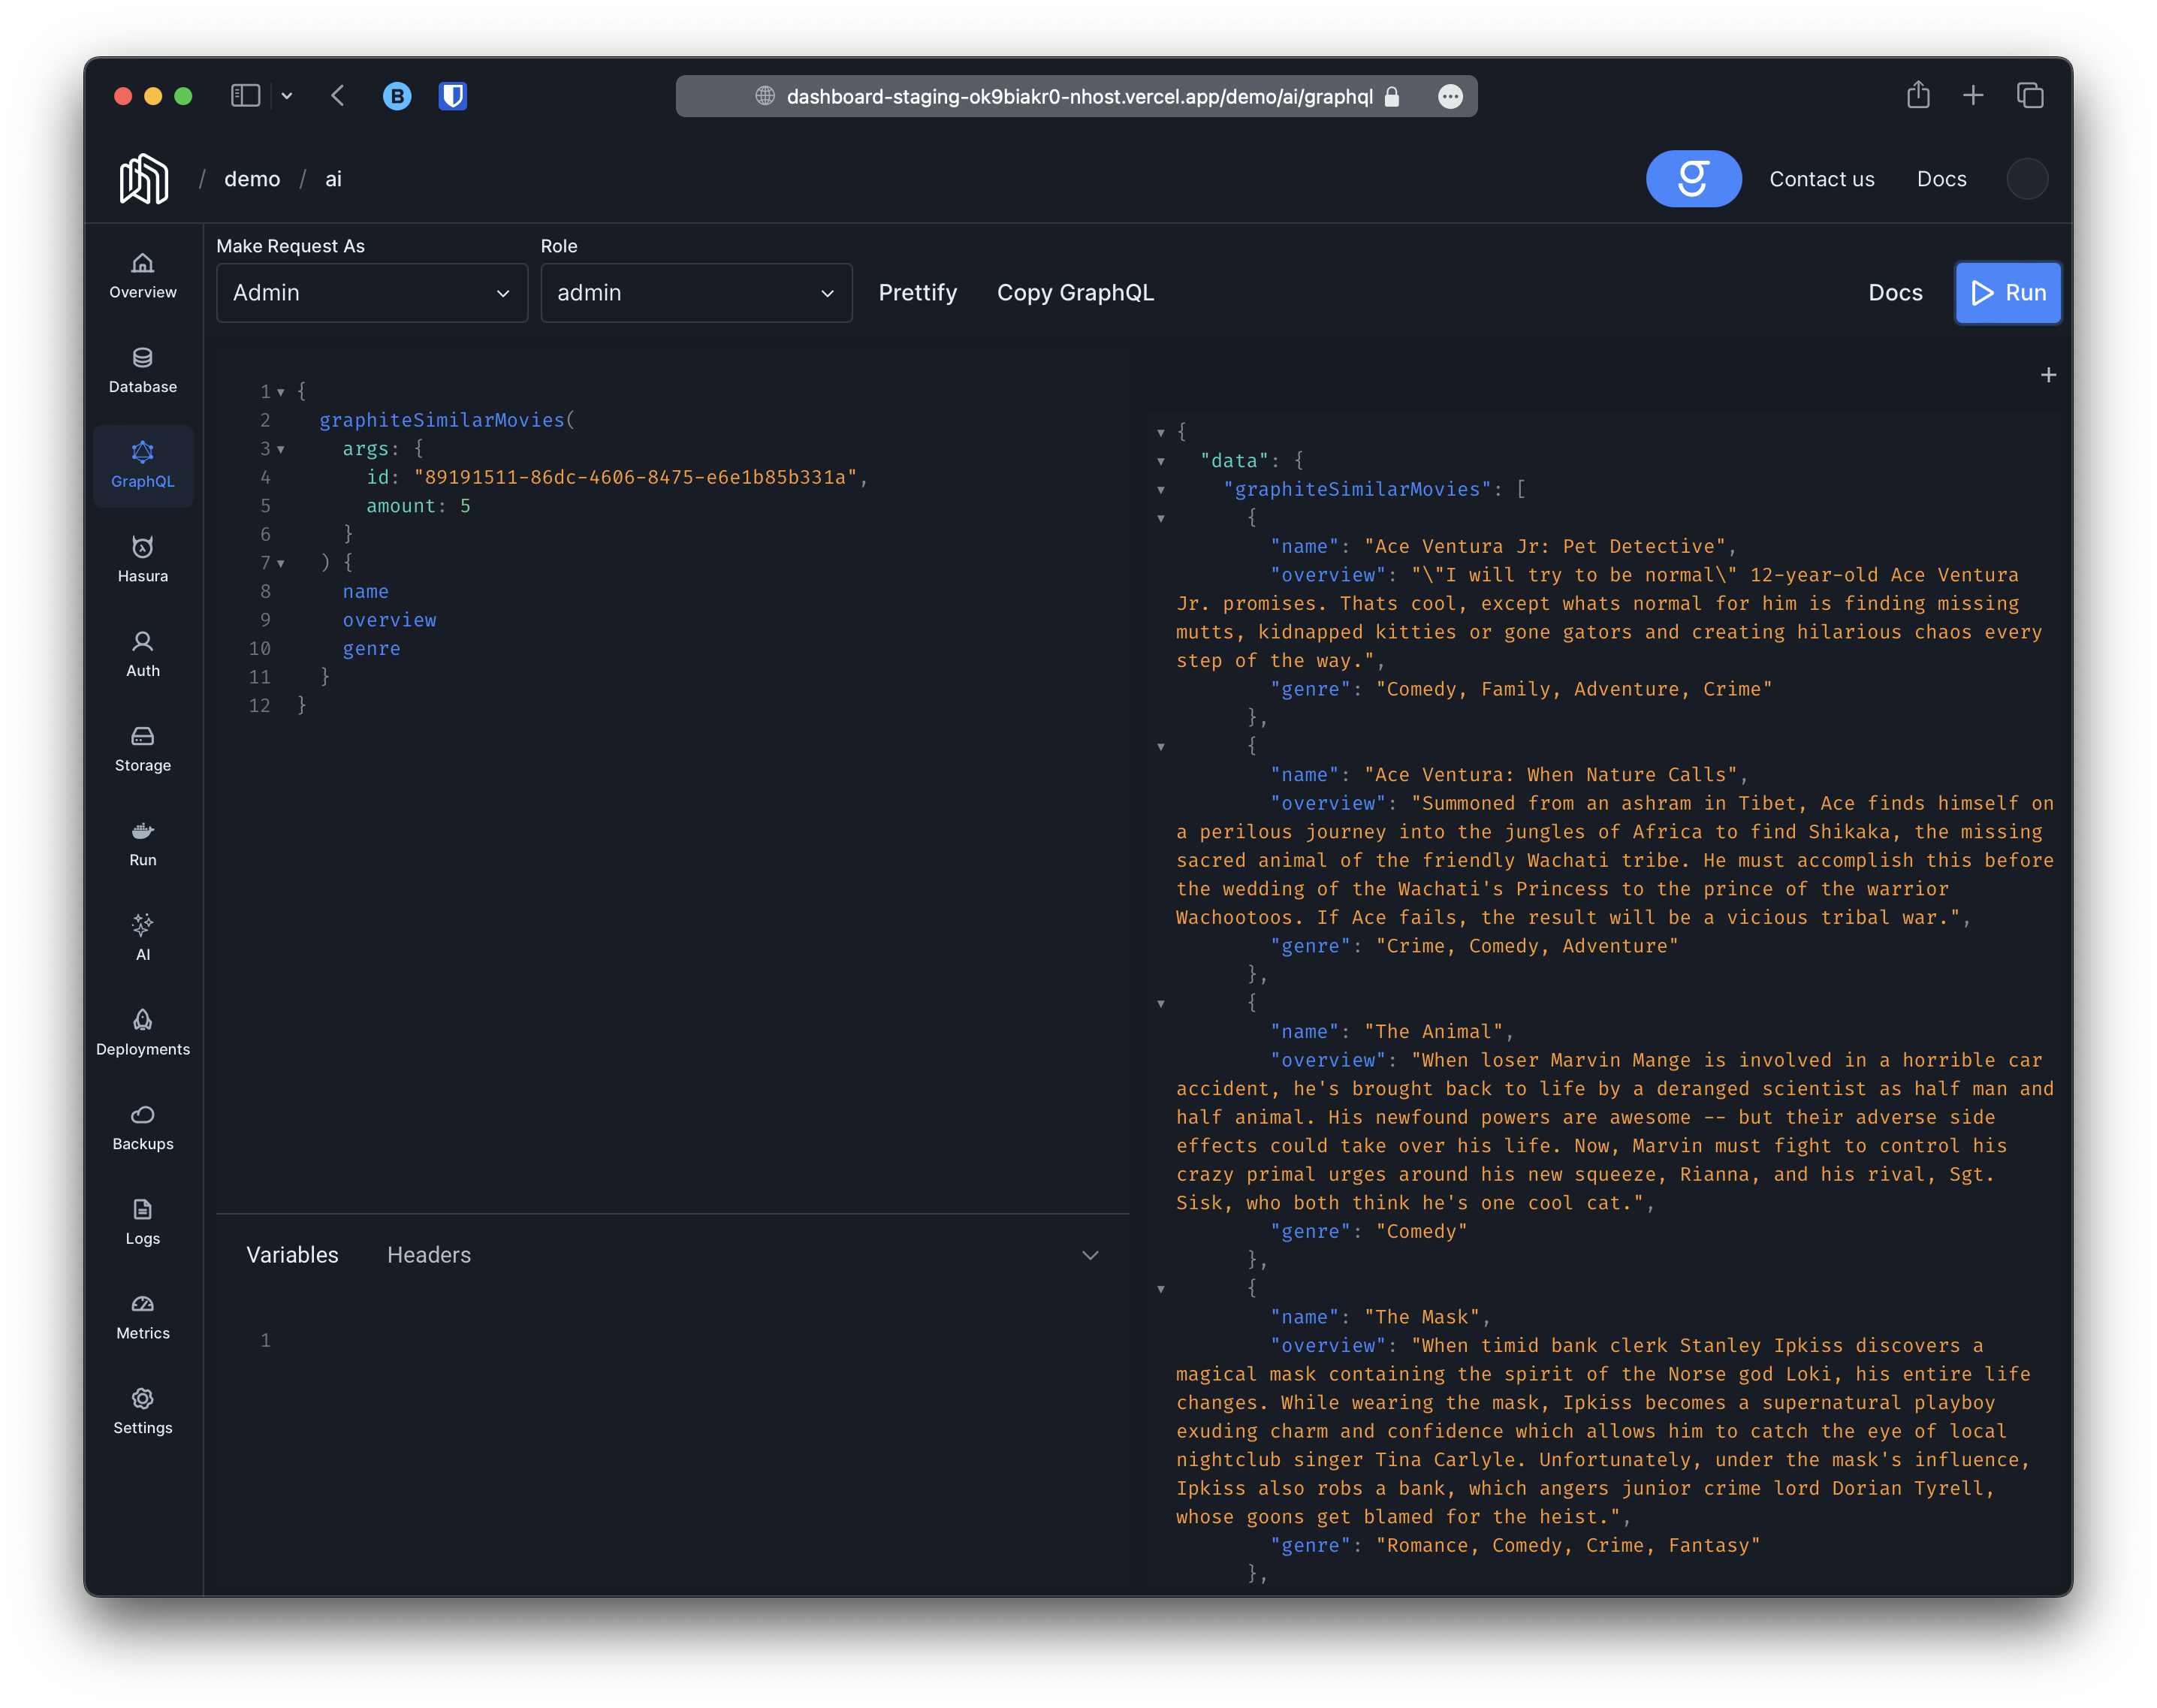 B
dashboard-staging-ok9biakr0-nhost.vercel.app/demo/ai/graphql
/ demo / ai
Contact us
Docs
Overview
Database
GraphQL
Hasura
Auth
Storage
Run
AI
Deployments
Backups
Logs
Metrics
Settings
Make Request As
Admin
Role
admin
Prettify
Copy GraphQL
Docs
Run
1 {
2 graphiteSimilarMovies(
3 args: {
4 id: "89191511-86dc-4606-8475-e6e1b85b331a",
5 amount: 5
6 }
7 ) {
8 name
9 overview
10 genre
11 }
12 }
Variables
Headers
1
{
"data": {
"graphiteSimilarMovies": [
{
"name": "Ace Ventura Jr: Pet Detective",
"overview": "\"I will try to be normal\" 12-year-old Ace Ventura
Jr. promises. Thats cool, except whats normal for him is finding missing
mutts, kidnapped kitties or gone gators and creating hilarious chaos every
step of the way.",
"genre": "Comedy, Family, Adventure, Crime"
},
{
"name": "Ace Ventura: When Nature Calls",
"overview": "Summoned from an ashram in Tibet, Ace finds himself on
a perilous journey into the jungles of Africa to find Shikaka, the missing
sacred animal of the friendly Wachati tribe. He must accomplish this before
the wedding of the Wachati's Princess to the prince of the warrior
Wachootoos. If Ace fails, the result will be a vicious tribal war.",
"genre": "Crime, Comedy, Adventure"
},
{
"name": "The Animal",
"overview": "When loser Marvin Mange is involved in a horrible car
accident, he's brought back to life by a deranged scientist as half man and
half animal. His newfound powers are awesome -- but their adverse side
effects could take over his life. Now, Marvin must fight to control his
crazy primal urges around his new squeeze, Rianna, and his rival, Sgt.
Sisk, who both think he's one cool cat.",
"genre": "Comedy"
},
{
"name": "The Mask",
"overview": "When timid bank clerk Stanley Ipkiss discovers a
magical mask containing the spirit of the Norse god Loki, his entire life
changes. While wearing the mask, Ipkiss becomes a supernatural playboy
exuding charm and confidence which allows him to catch the eye of local
nightclub singer Tina Carlyle. Unfortunately, under the mask's influence,
Ipkiss also robs a bank, which angers junior crime lord Dorian Tyrell,
whose goons get blamed for the heist.",
"genre": "Romance, Comedy, Crime, Fantasy"
},